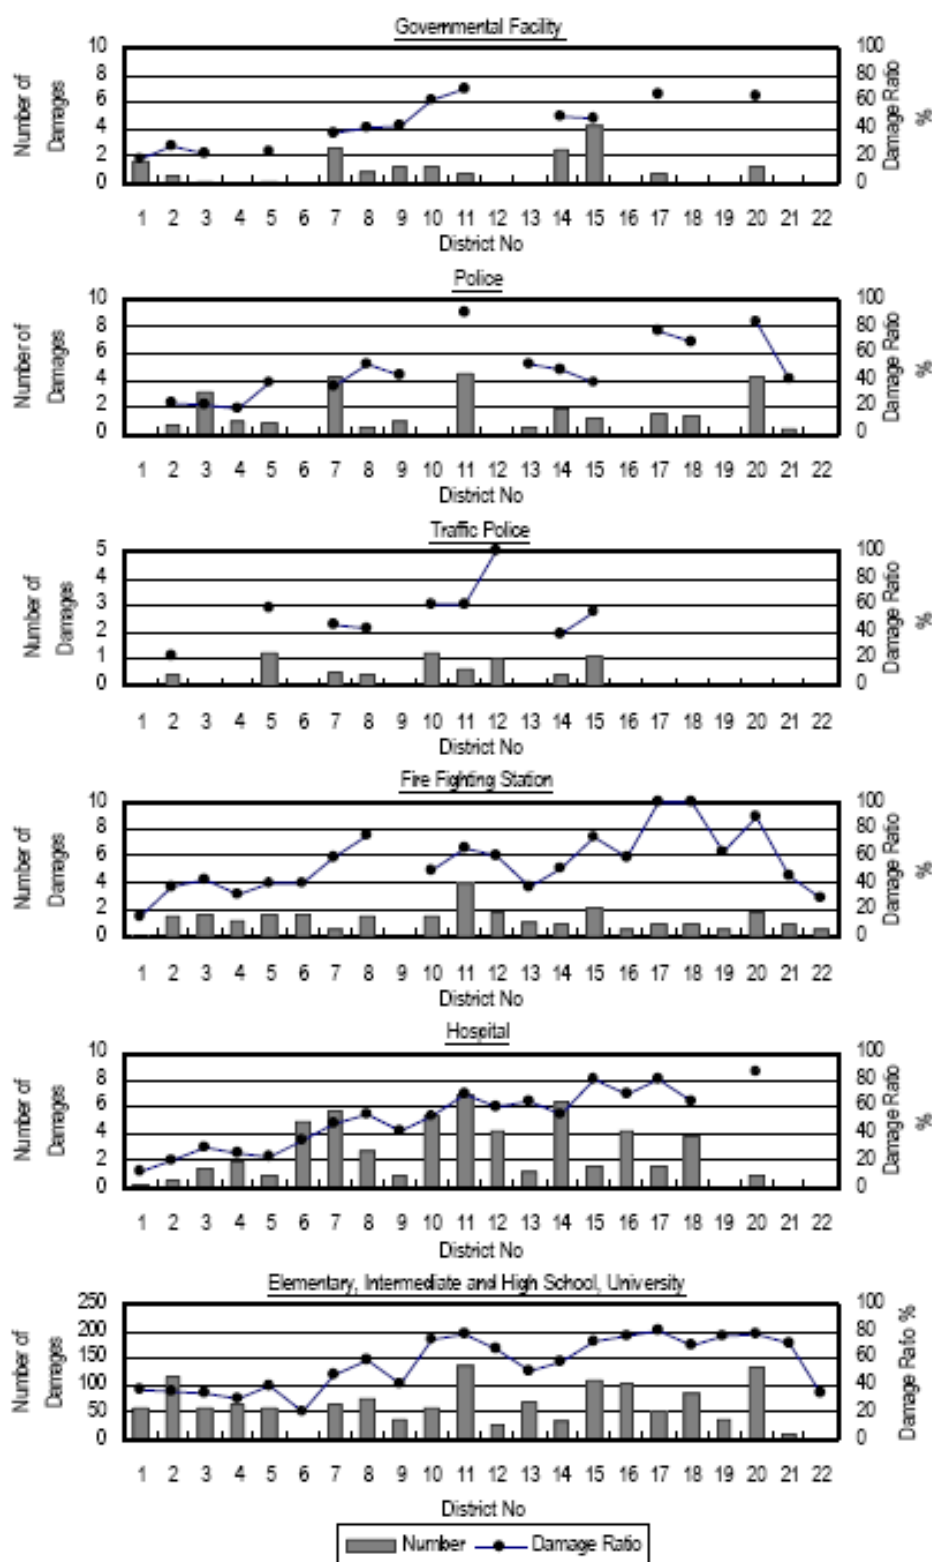 Governmental Facility
Number of Damages
10 8 6 4 2 0
100 80 60 40 20 0
Damage Ratio %
1 2 3 4 5 6 7 8 9 10 11 12 13 14 15 16 17 18 19 20 21 22
District No
Police
Number of Damages
10 8 6 4 2 0
100 80 60 40 20 0
Damage Ratio %
1 2 3 4 5 6 7 8 9 10 11 12 13 14 15 16 17 18 19 20 21 22
District No
Traffic Police
Number of Damages
5 4 3 2 1 0
100 80 60 40 20 0
Damage Ratio %
1 2 3 4 5 6 7 8 9 10 11 12 13 14 15 16 17 18 19 20 21 22
District No
Fire Fighting Station
Number of Damages
10 8 6 4 2 0
100 80 60 40 20 0
Damage Ratio %
1 2 3 4 5 6 7 8 9 10 11 12 13 14 15 16 17 18 19 20 21 22
District No
Hospital
Number of Damages
10 8 6 4 2 0
100 80 60 40 20 0
Damage Ratio %
1 2 3 4 5 6 7 8 9 10 11 12 13 14 15 16 17 18 19 20 21 22
District No
Elementary, Intermediate and High School, University
Number of Damages
250 200 150 100 50 0
100 80 60 40 20 0
Damage Ratio %
1 2 3 4 5 6 7 8 9 10 11 12 13 14 15 16 17 18 19 20 21 22
District No
Number Damage Ratio